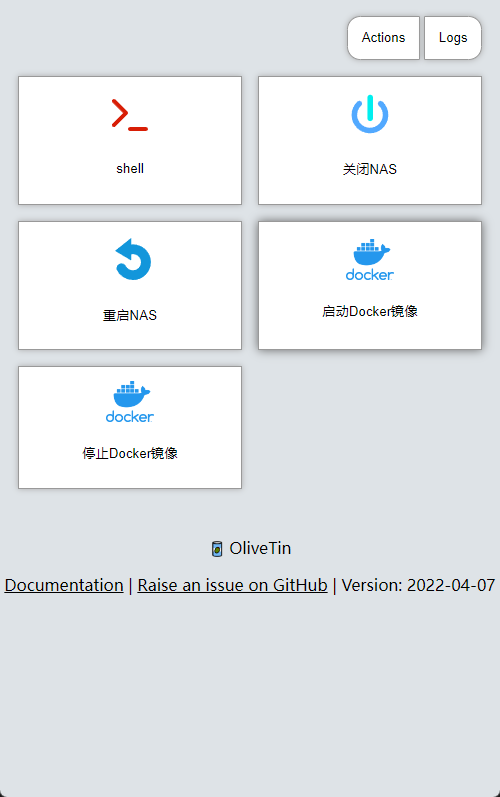 Actions
Logs
shell
关闭NAS
重启NAS
docker
启动Docker镜像
docker
停止Docker镜像
OliveTin
Documentation | Raise an issue on GitHub | Version: 2022-04-07